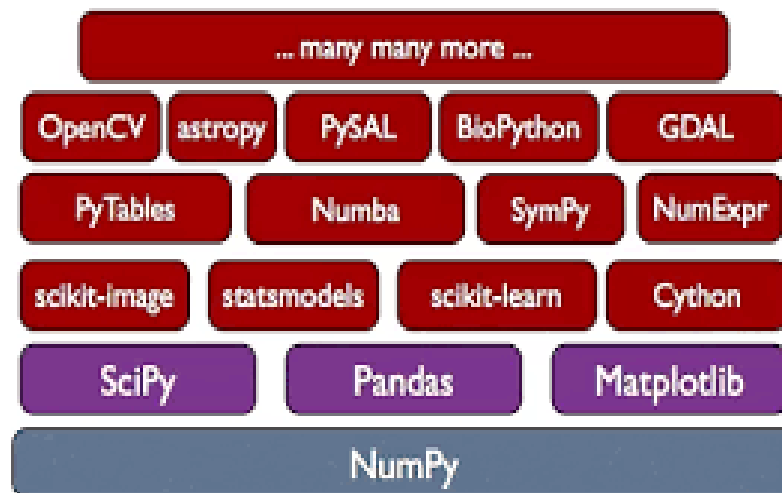 ... many many more ...
OpenCV astropy PySAL BioPython GDAL
PyTables Numba SymPy NumExpr
scikit-image statsmodels scikit-learn Cython
SciPy Pandas Matplotlib
NumPy